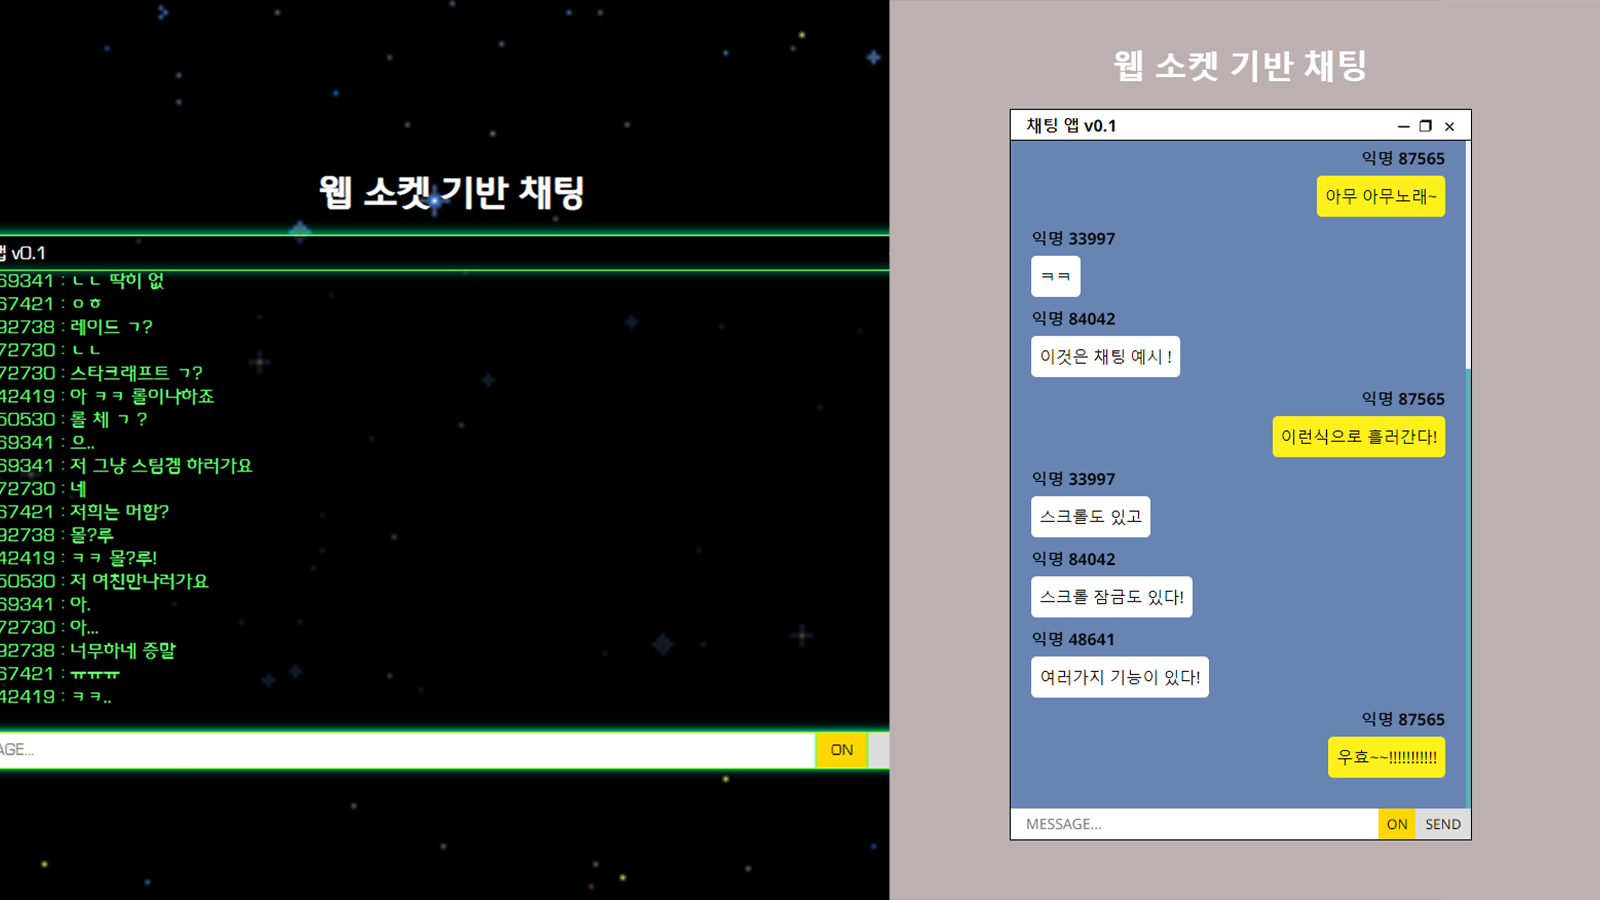 웹 소켓 기반 채팅
앱 v0.1
69341 : ㄴㄴ 딱히 없
67421 : ㅇㅎ
92738 : 레이드 ㄱ?
72730 : ㄴㄴ
72730 : 스타크래프트 ㄱ?
42419 : 아 ㅋㅋ 롤이나하죠
50530 : 롤 체 ㄱ ?
69341 : 으..
69341 : 저 그냥 스팀겜 하러가요
72730 : 네
67421 : 저희는 머함?
92738 : 몰?루
42419 : ㅋㅋ 몰?루!
50530 : 저 여친만나러가요
69341 : 아.
72730 : 아...
92738 : 너무하네 증말
67421 : ㅠㅠㅠ
42419 : ㅋㅋ..
AGE...
ON
웹 소켓 기반 채팅
채팅 앱 v0.1
익명 87565
아무 아무노래~
익명 33997
ㅋㅋ
익명 84042
이것은 채팅 예시 !
익명 87565
이런식으로 흘러간다!
익명 33997
스크롤도 있고
익명 84042
스크롤 잠금도 있다!
익명 48641
여러가지 기능이 있다!
익명 87565
우효~~!!!!!!!!!!!
MESSAGE...
ON
SEND